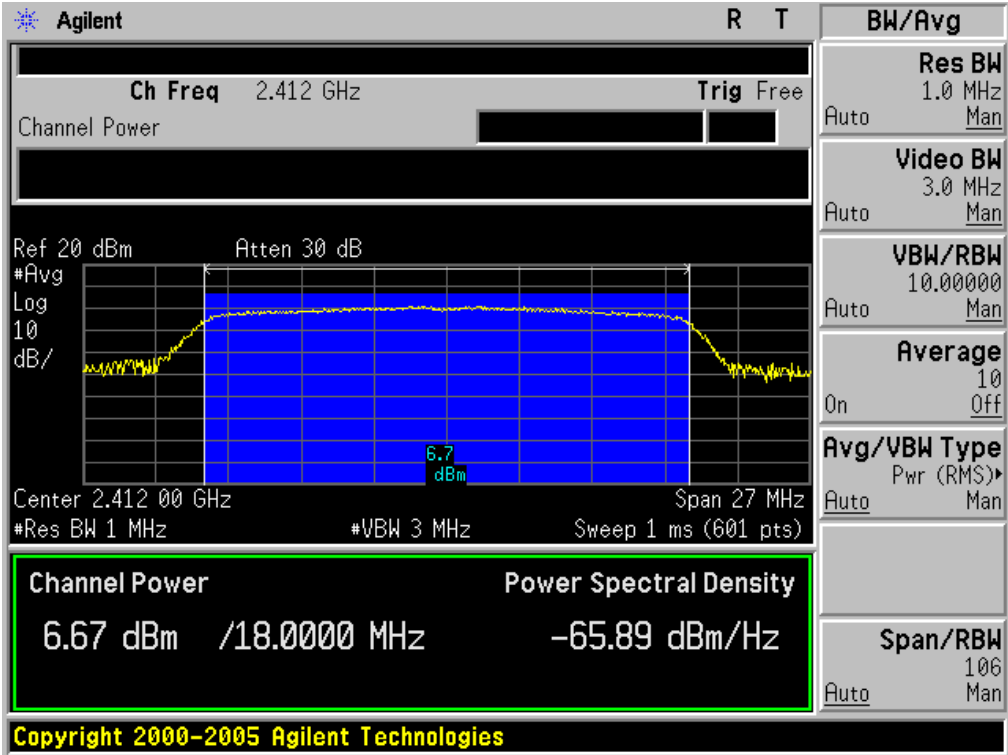 Agilent R T BW/Avg
Ch Freq 2.412 GHz Trig Free
Channel Power
Ref 20 dBm Atten 30 dB
#Avg
Log
10
dB/
6.7
dBm
Center 2.412 00 GHz Span 27 MHz
#Res BW 1 MHz #VBW 3 MHz Sweep 1 ms (601 pts)
Channel Power Power Spectral Density
6.67 dBm /18.0000 MHz -65.89 dBm/Hz
Res BW
1.0 MHz
Auto Man
Video BW
3.0 MHz
Auto Man
VBW/RBW
10.00000
Auto Man
Average
10
On Off
Avg/VBW Type
Pwr (RMS)▸
Auto Man
Span/RBW
106
Auto Man
Copyright 2000-2005 Agilent Technologies